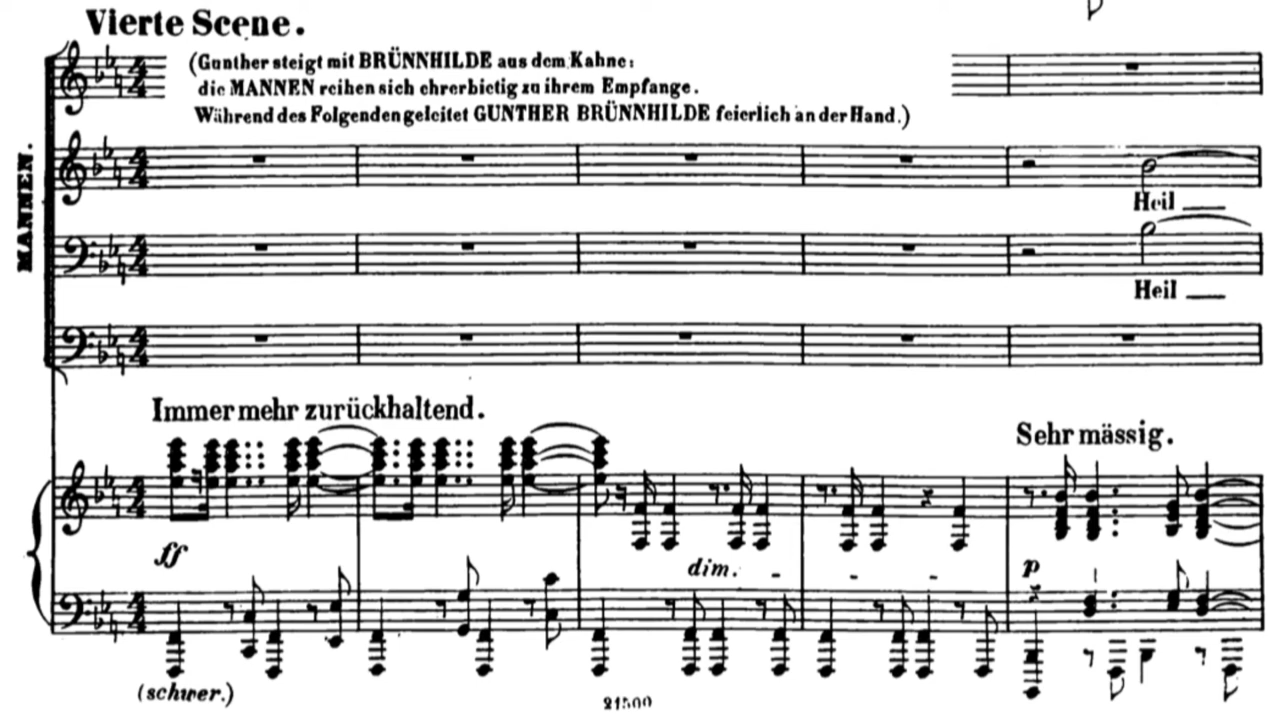 Vierte Scene.
(Gunther steigt mit BRÜNNHILDE aus dem Kahne:
die MANNEN reihen sich ehrerbietig zu ihrem Empfange.
Während des Folgenden geleitet GUNTHER BRÜNNHILDE feierlich an der Hand.)
MANNEN.
Heil
Heil
Immer mehr zurückhaltend.
Sehr mässig.
ff
dim.
p
(schwer.)
21500